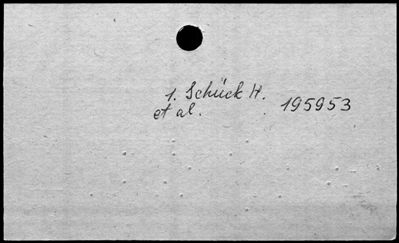 1. Schück H. 195953
et al.